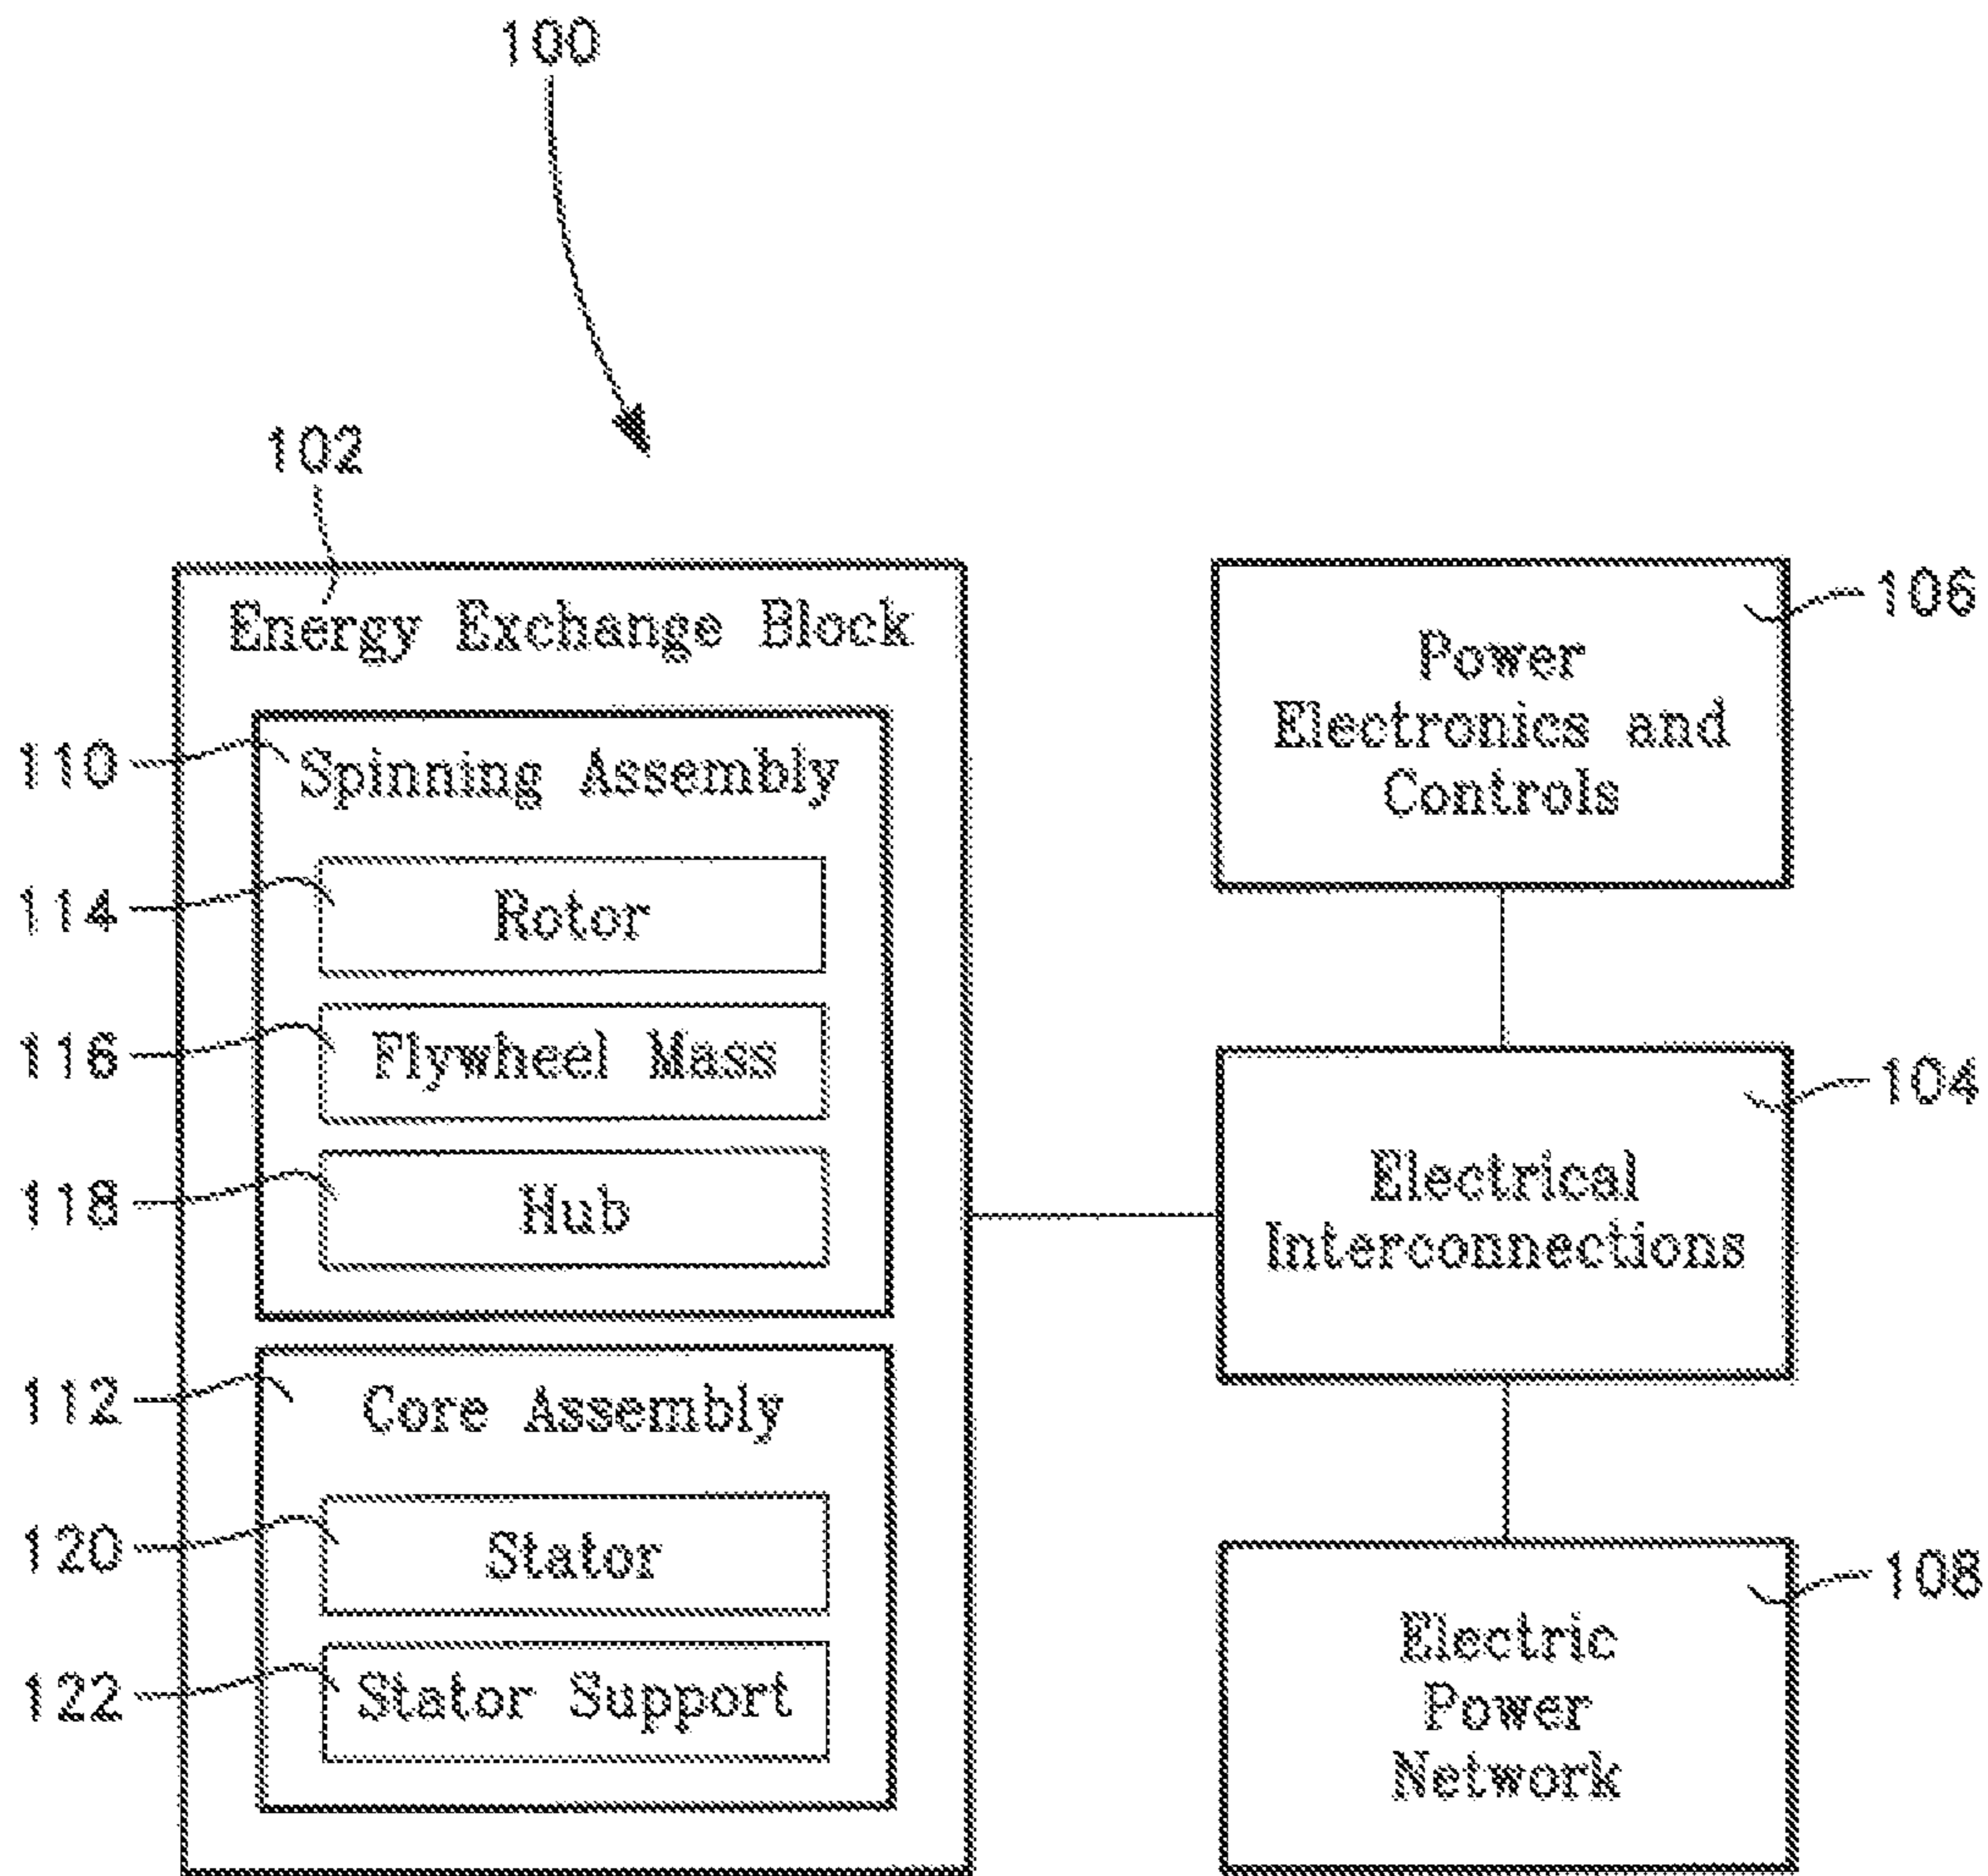 100
102
Energy Exchange Block
110
Spinning Assembly
114
Rotor
116
Flywheel Mass
118
Hub
112
Core Assembly
120
Stator
122
Stator Support
106
Power
Electronics and
Controls
104
Electrical
Interconnections
108
Electric
Power
Network